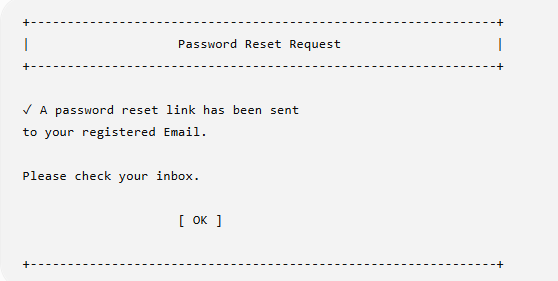 +---------------------------------------------------------------+
| Password Reset Request |
+---------------------------------------------------------------+
✓ A password reset link has been sent
to your registered Email.
Please check your inbox.
[ OK ]
+---------------------------------------------------------------+